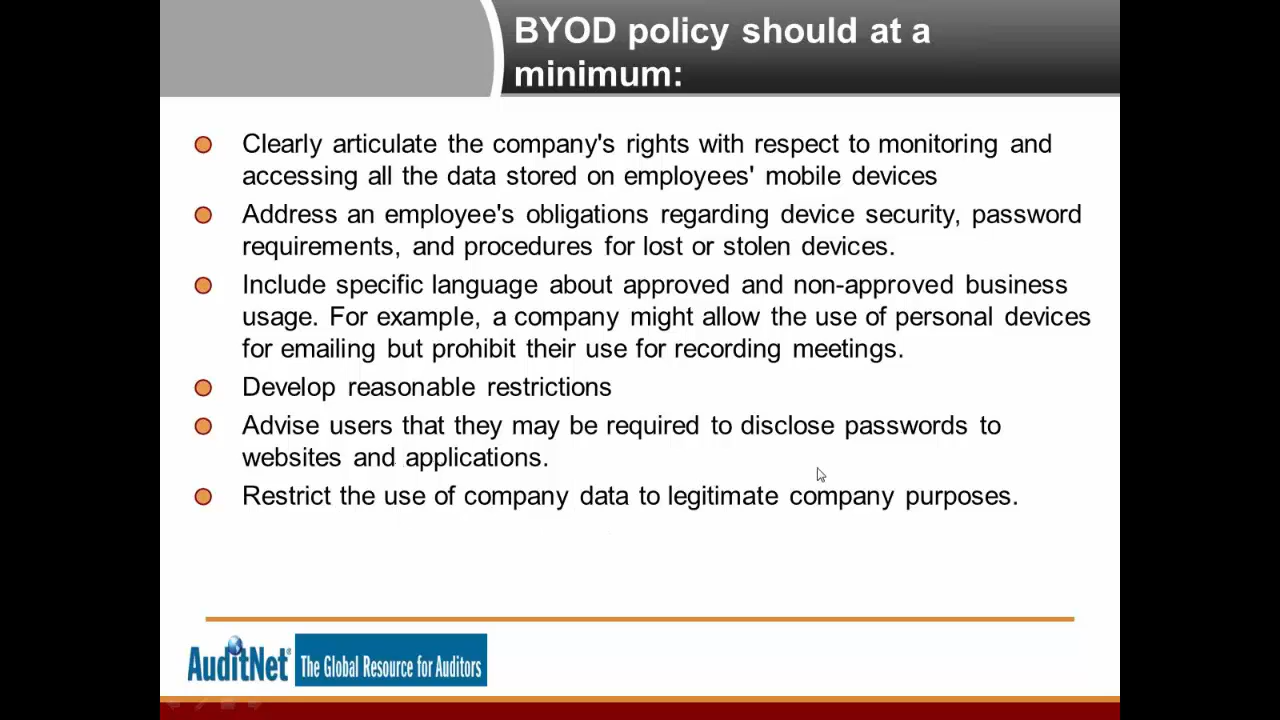 BYOD policy should at a
minimum:
Clearly articulate the company's rights with respect to monitoring and
accessing all the data stored on employees' mobile devices
Address an employee's obligations regarding device security, password
requirements, and procedures for lost or stolen devices.
Include specific language about approved and non-approved business
usage. For example, a company might allow the use of personal devices
for emailing but prohibit their use for recording meetings.
Develop reasonable restrictions
Advise users that they may be required to disclose passwords to
websites and applications.
Restrict the use of company data to legitimate company purposes.
AuditNet® The Global Resource for Auditors